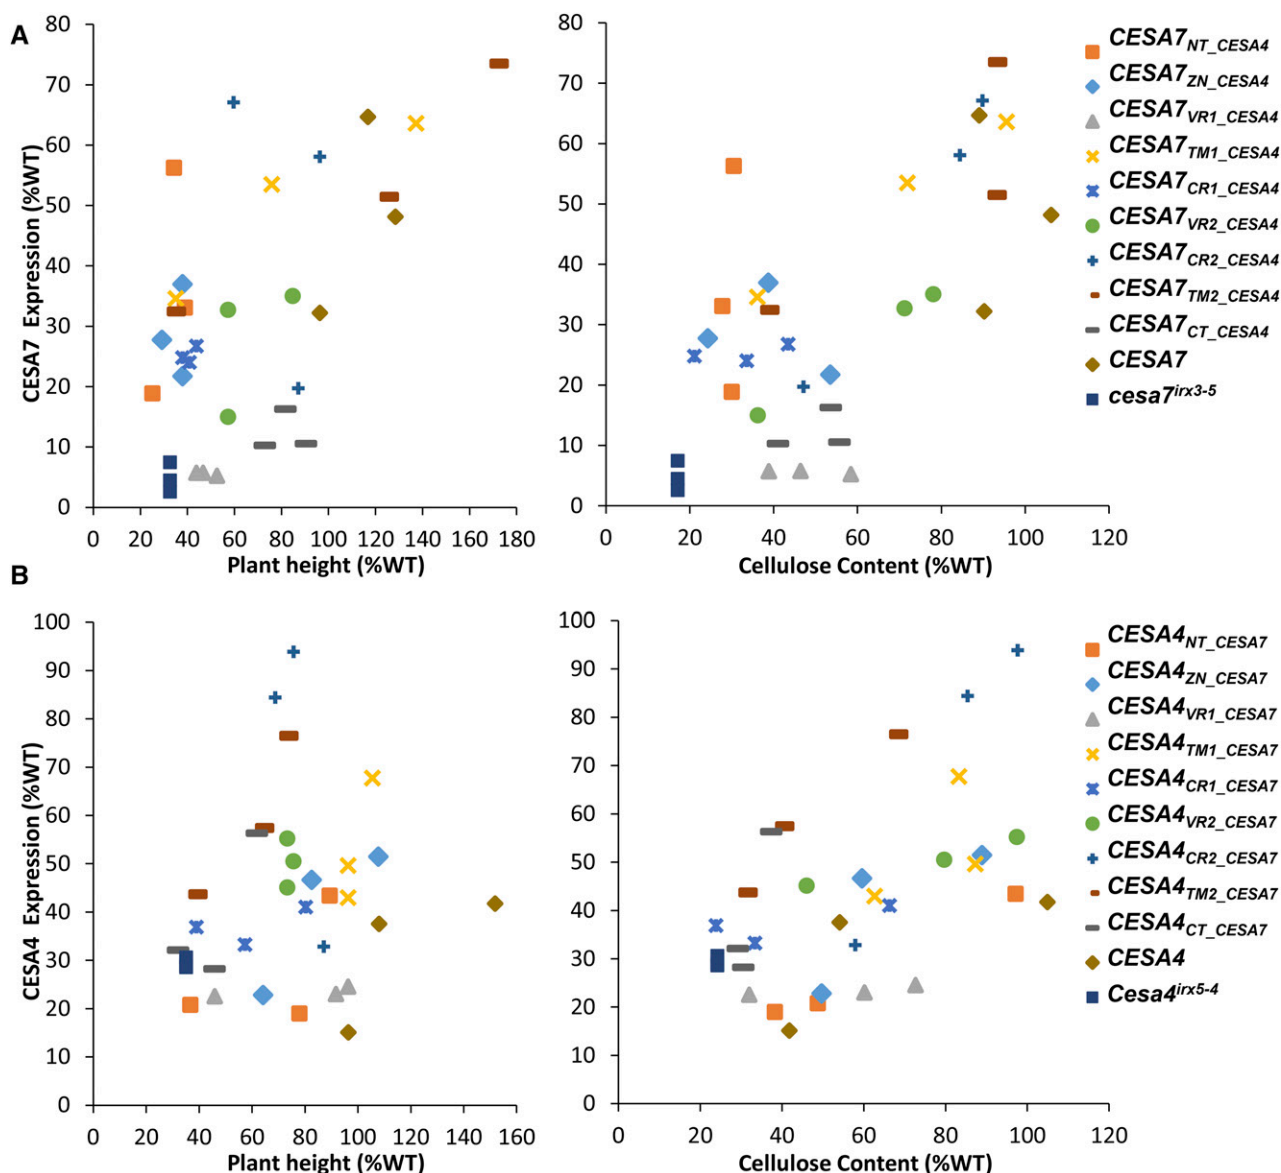 A
80
70
60
50
40
30
20
10
0
CESA7 Expression (%WT)
0 20 40 60 80 100 120 140 160 180
Plant height (%WT)
80
70
60
50
40
30
20
10
0
0 20 40 60 80 100 120
Cellulose Content (%WT)
CESA7NT_CESA4
CESA7ZN_CESA4
CESA7VR1_CESA4
CESA7TM1_CESA4
CESA7CR1_CESA4
CESA7VR2_CESA4
CESA7CR2_CESA4
CESA7TM2_CESA4
CESA7CT_CESA4
CESA7
cesa7irx3-5
B
100
90
80
70
60
50
40
30
20
10
0
CESA4 Expression (%WT)
0 20 40 60 80 100 120 140 160
Plant height (%WT)
100
90
80
70
60
50
40
30
20
10
0
0 20 40 60 80 100 120
Cellulose Content (%WT)
CESA4NT_CESA7
CESA4ZN_CESA7
CESA4VR1_CESA7
CESA4TM1_CESA7
CESA4CR1_CESA7
CESA4VR2_CESA7
CESA4CR2_CESA7
CESA4TM2_CESA7
CESA4CT_CESA7
CESA4
Cesa4irx5-4